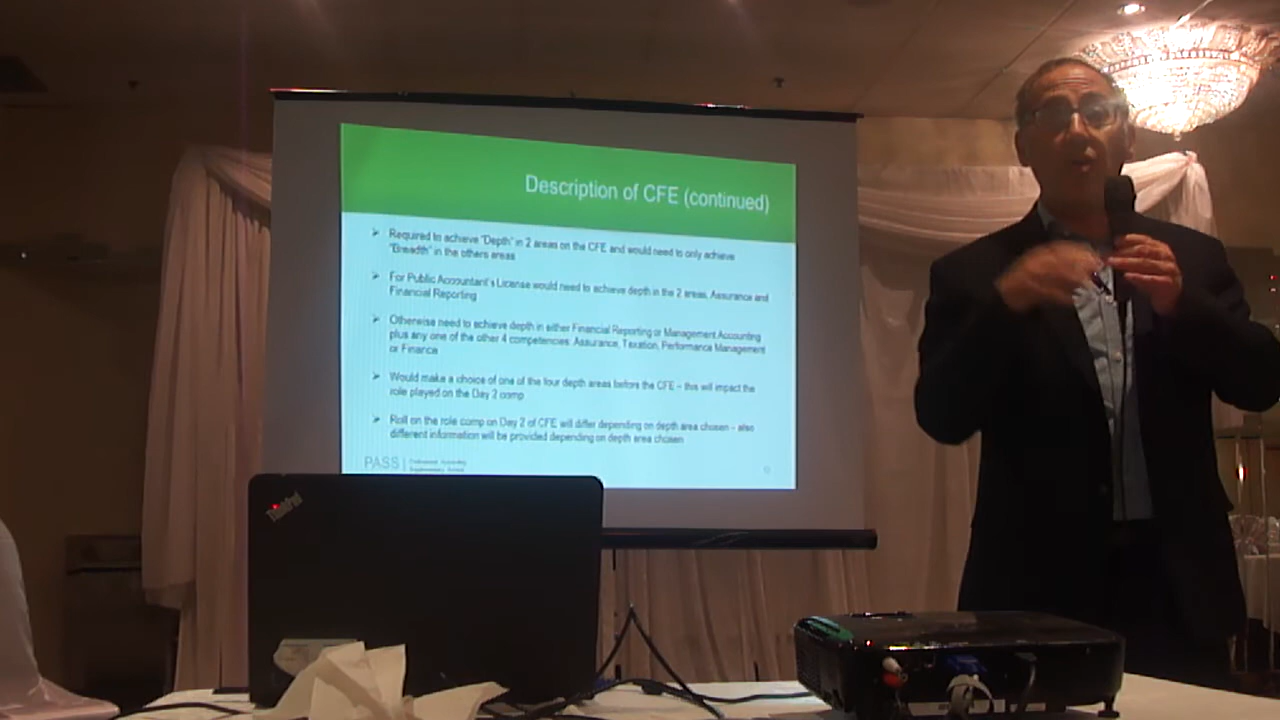 Description of CFE (continued)
Required to achieve "Depth" in 2 areas on the CFE and would need to only achieve
"Breadth" in the others areas
For Public Accountant's License would need to achieve depth in the 2 areas, Assurance and
Financial Reporting
Otherwise need to achieve depth in either Financial Reporting or Management Accounting
plus any one of the other 4 competencies: Assurance, Taxation, Performance Management
or Finance
Would make a choice of one of the four depth areas before the CFE – this will impact the
role played on the Day 2 comp
Roll on the role comp on Day 2 of CFE will differ depending on depth area chosen – also
different information will be provided depending on depth area chosen
PASS | Professional Accounting
Supplementary School
ThinkPad